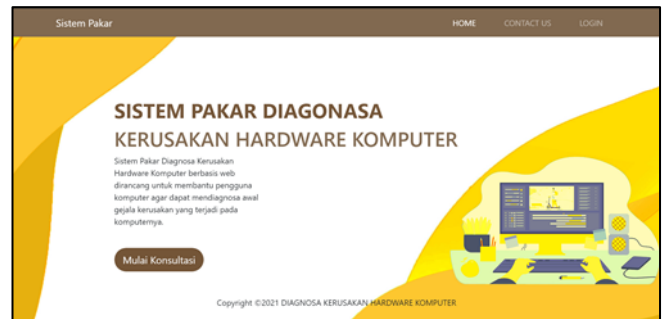 Sistem Pakar
HOME CONTACT US LOGIN
SISTEM PAKAR DIAGONASA
KERUSAKAN HARDWARE KOMPUTER
Sistem Pakar Diagnosa Kerusakan
Hardware Komputer berbasis web
dirancang untuk membantu pengguna
komputer agar dapat mendiagnosa awal
gejala kerusakan yang terjadi pada
komputernya.
Mulai Konsultasi
Copyright ©2021 DIAGNOSA KERUSAKAN HARDWARE KOMPUTER